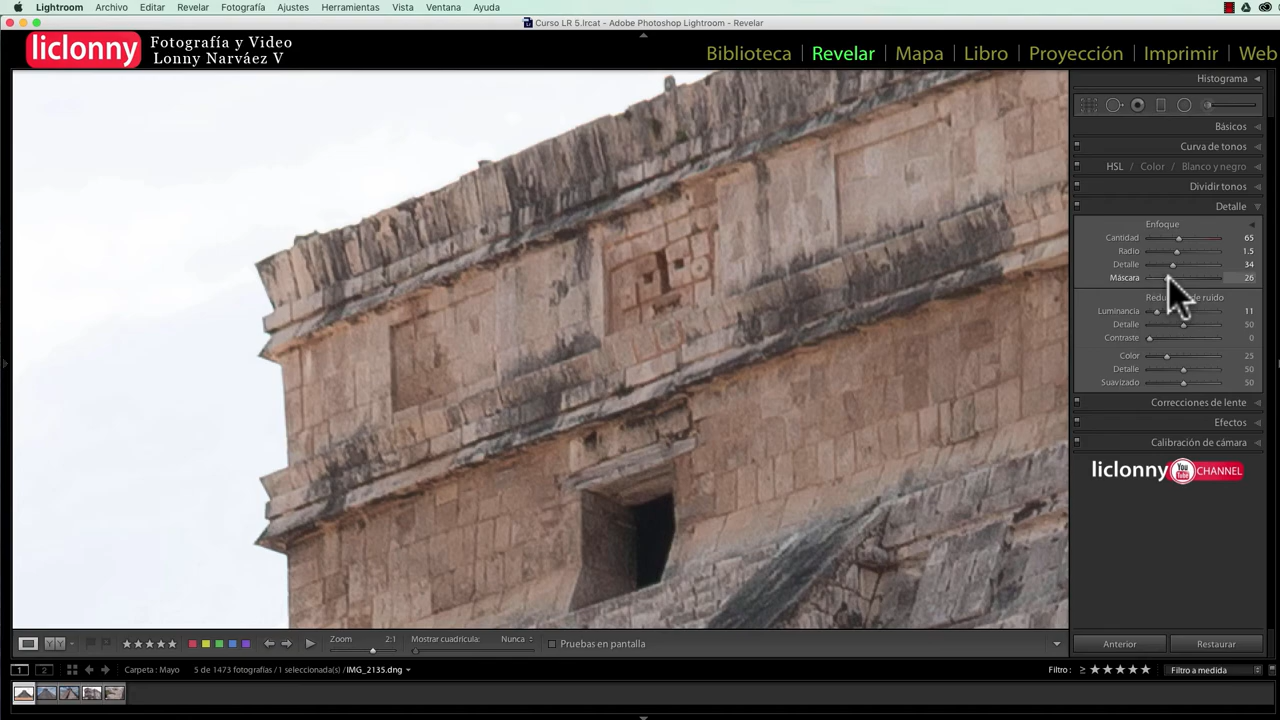 Lightroom Archivo Editar Revelar Fotografía Ajustes Herramientas Vista Ventana Ayuda
Curso LR 5.lrcat - Adobe Photoshop Lightroom - Revelar
liclonny Fotografía y Video
Lonny Narváez V
Biblioteca | Revelar | Mapa | Libro | Proyección | Imprimir | Web
Histograma
Básicos
Curva de tonos
HSL / Color / Blanco y negro
Dividir tonos
Detalle
Enfoque
Cantidad 65
Radio 1.5
Detalle 34
Máscara 26
de ruido
Luminancia 11
Detalle 50
Contraste 0
Color 25
Detalle 50
Suavizado 50
Correcciones de lente
Efectos
Calibración de cámara
liclonny You Tube CHANNEL
Zoom 2:1 Mostrar cuadrícula: Nunca Pruebas en pantalla
Anterior Restaurar
1 2 Carpeta : Mayo 5 de 1473 fotografías / 1 seleccionada(s) / IMG_2135.dng Filtro : ≥ ★★★★★ Filtro a medida